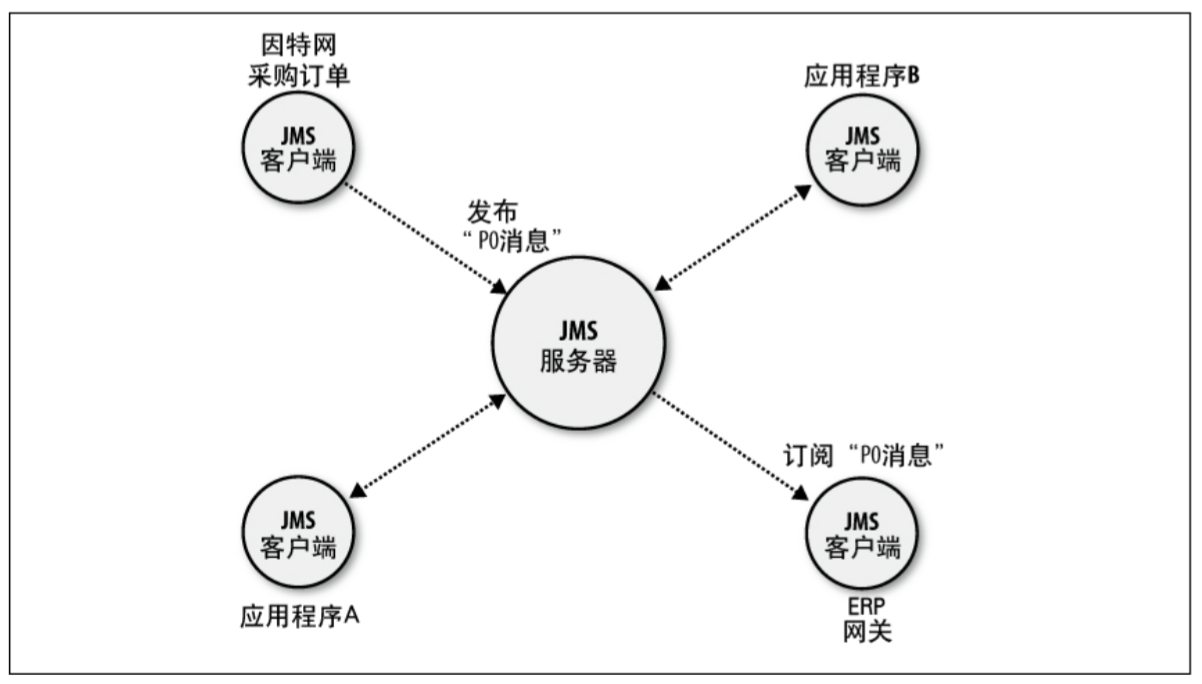 因特网
采购订单
JMS
客户端
应用程序B
JMS
客户端
发布
“PO消息”
JMS
服务器
订阅“PO消息”
JMS
客户端
应用程序A
JMS
客户端
ERP
网关